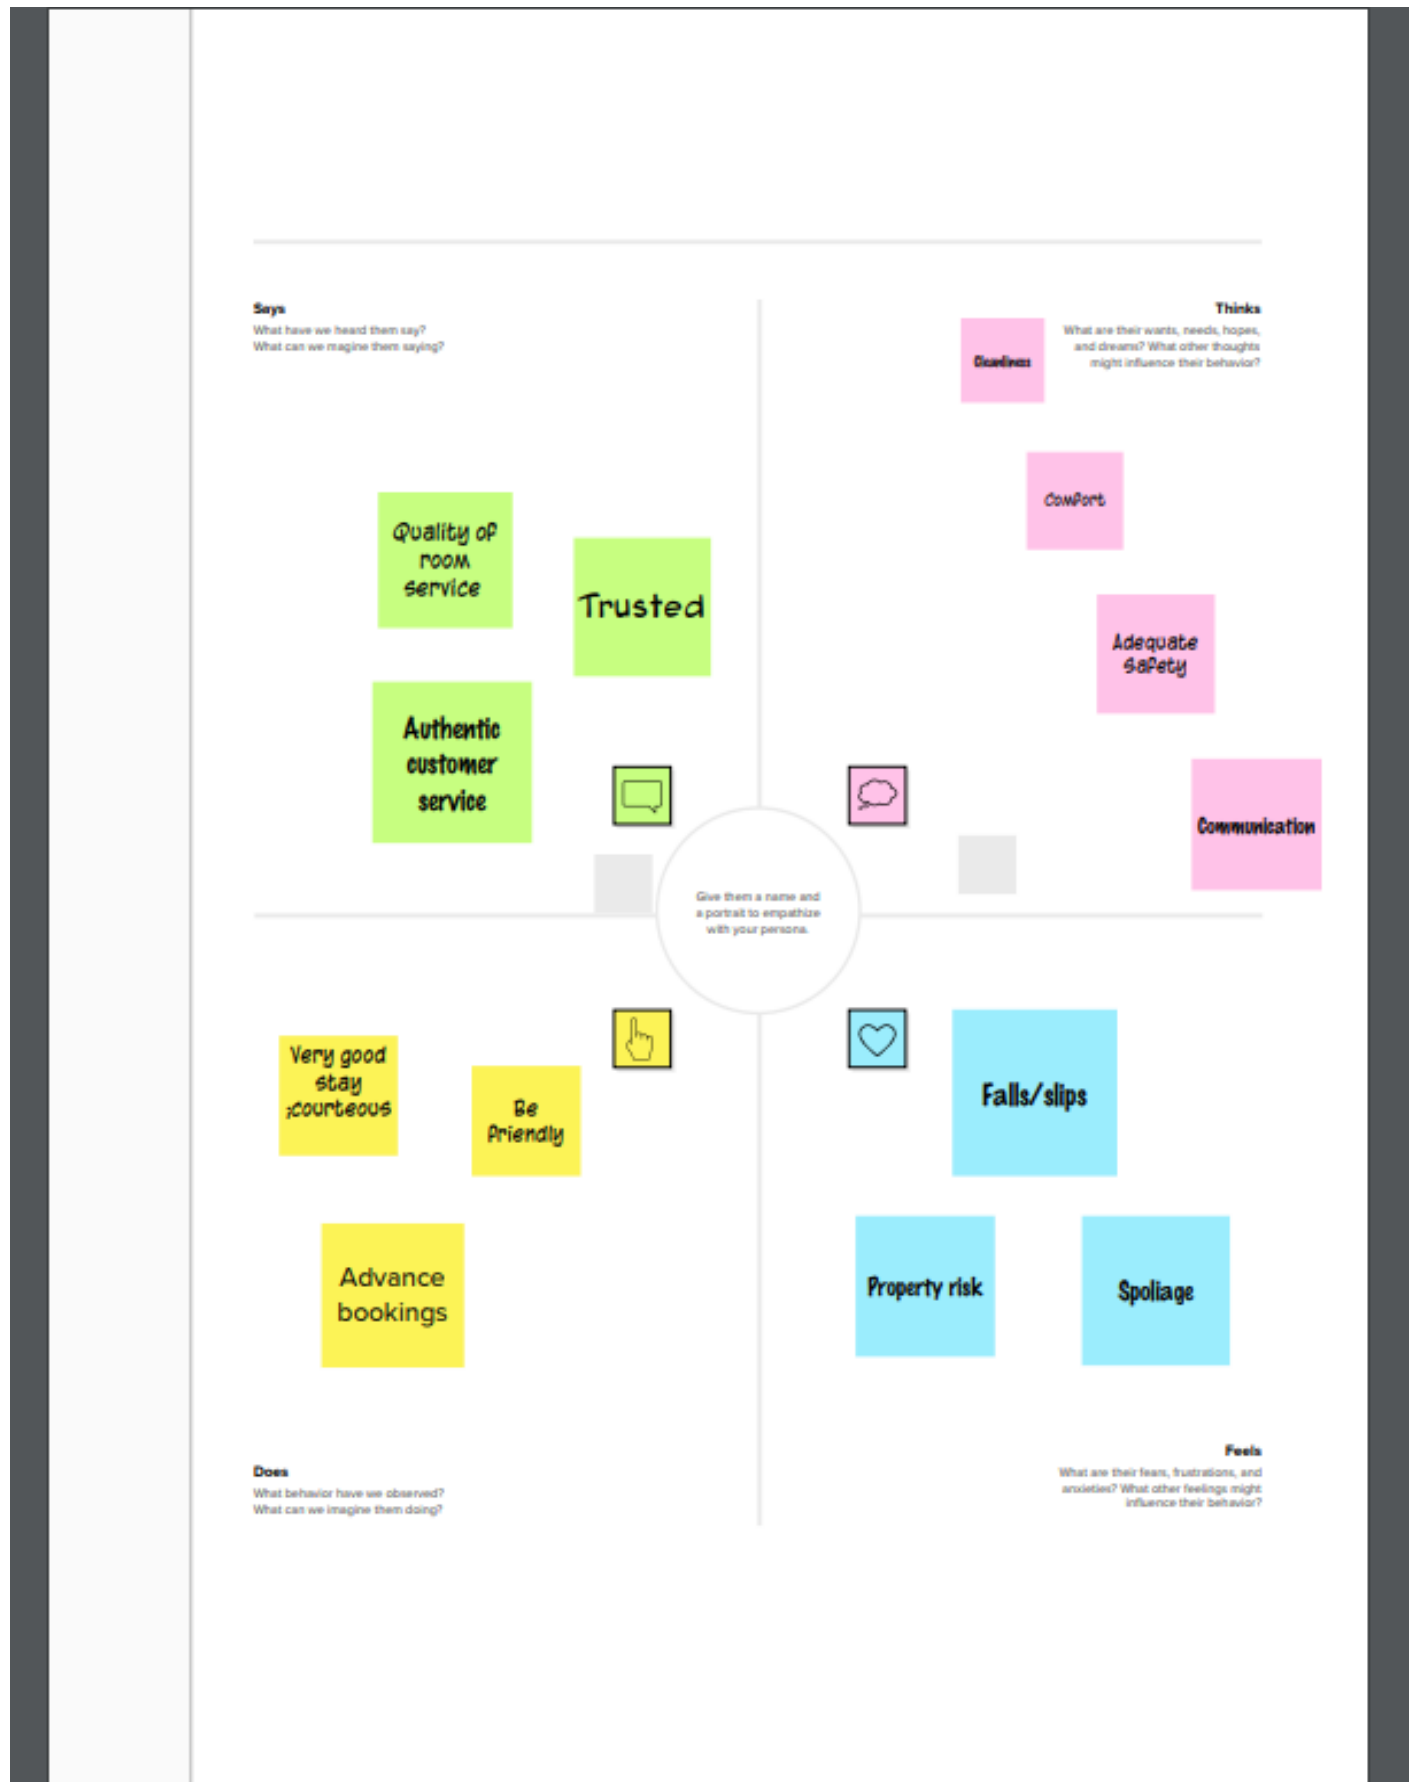 Says
What have we heard them say?
What can we magine them saying?
Thinks
What are their wants, needs, hopes,
and dreams? What other thoughts
might influence their behavior?
Cleanliness
Comfort
Quality of
room
service
Trusted
Adequate
Safety
Authentic
customer
service
Communication
Give them a name and
a portrait to empathize
with your persona.
Very good
stay
;courteous
Be
friendly
Falls/slips
Advance
bookings
Property risk
Spoliage
Does
What behavior have we observed?
What can we imagine them doing?
Feels
What are their fears, frustrations, and
anxieties? What other feelings might
influence their behavior?